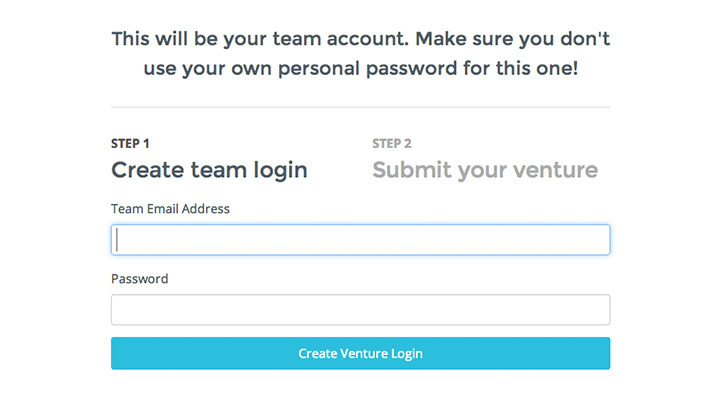 This will be your team account. Make sure you don't
use your own personal password for this one!
STEP 1
Create team login
STEP 2
Submit your venture
Team Email Address
Password
Create Venture Login